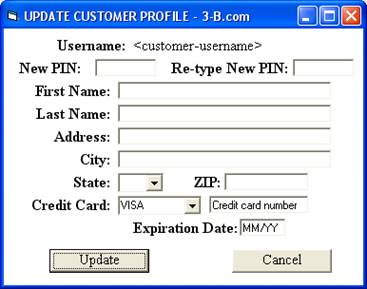 UPDATE CUSTOMER PROFILE - 3-B.com
Username: <customer-username>
New PIN: Re-type New PIN:
First Name:
Last Name:
Address:
City:
State: ZIP:
Credit Card: VISA Credit card number
Expiration Date: MM/YY
Update Cancel